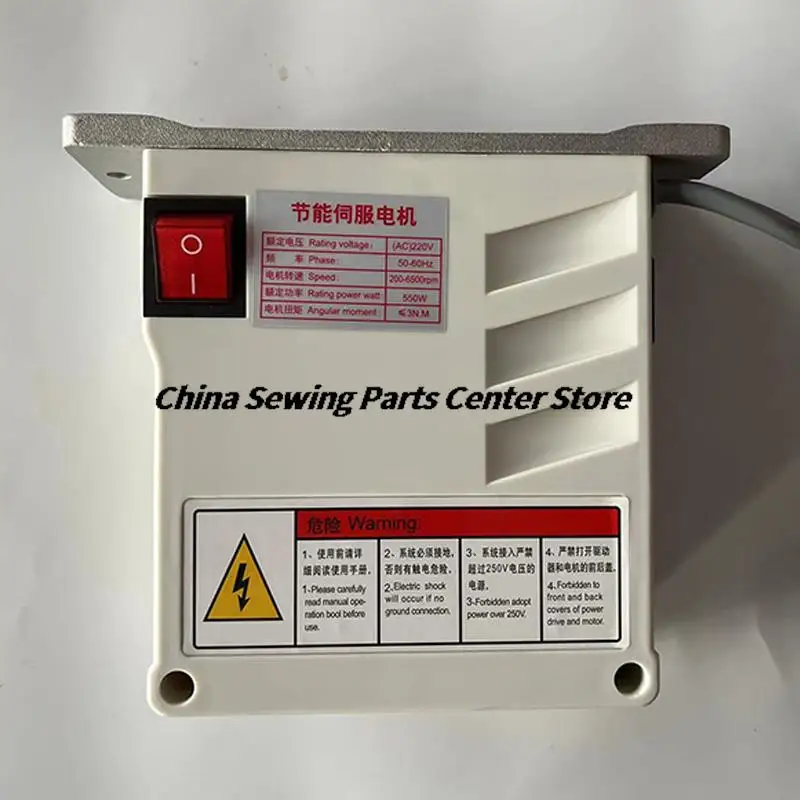 节能伺服电机
额定电压 Rating voltage: (AC)220V
频 率 Phase: 50-60Hz
电机转速 Speed: 200-6500rpm
额定功率 Rating power watt 550W
电机扭矩 Angular moment: ≤3N.M
O
I
China Sewing Parts Center Store
危险 Warning:
1、使用前请详
细阅读使用手册.
1、Please carefully
read manual ope-
ration bool before
use.
2、系统必须接地,
否则有触电危险.
2、Electric shock
will occur if no
ground connection.
3、系统接入严禁
超过250V电压的
电源.
3、Forbidden adopt
power over 250V.
4、严禁打开驱动
器和电机的前后盖.
4、Forbidden to
front and back
covers of power
drive and motor.